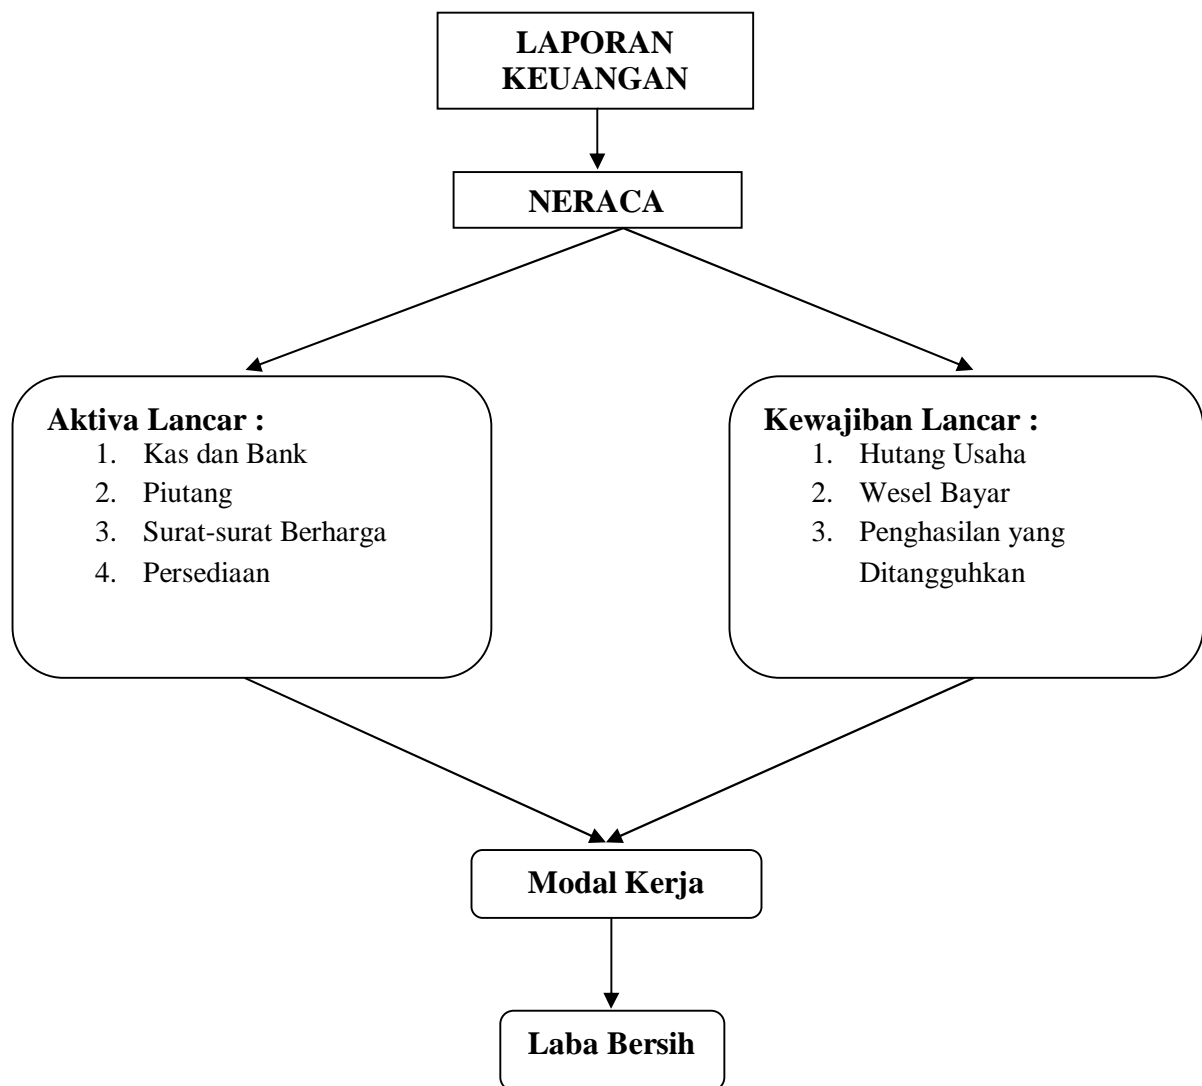 LAPORAN
KEUANGAN
NERACA
Aktiva Lancar :
1. Kas dan Bank
2. Piutang
3. Surat-surat Berharga
4. Persediaan
Kewajiban Lancar :
1. Hutang Usaha
2. Wesel Bayar
3. Penghasilan yang
Ditangguhkan
Modal Kerja
Laba Bersih